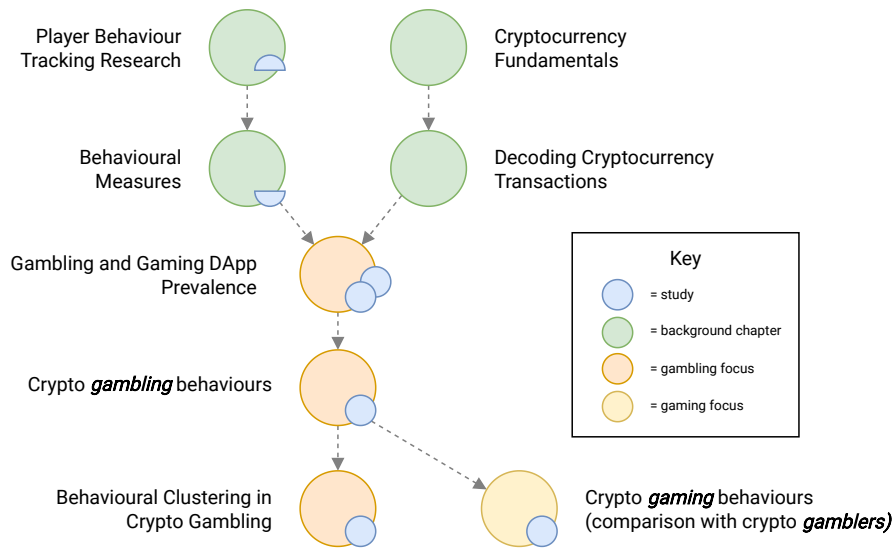 Player Behaviour
Tracking Research
Cryptocurrency
Fundamentals
Behavioural
Measures
Decoding Cryptocurrency
Transactions
Gambling and Gaming DApp
Prevalence
Key
= study
= background chapter
= gambling focus
= gaming focus
Crypto gambling behaviours
Behavioural Clustering in
Crypto Gambling
Crypto gaming behaviours
(comparison with crypto gamblers)